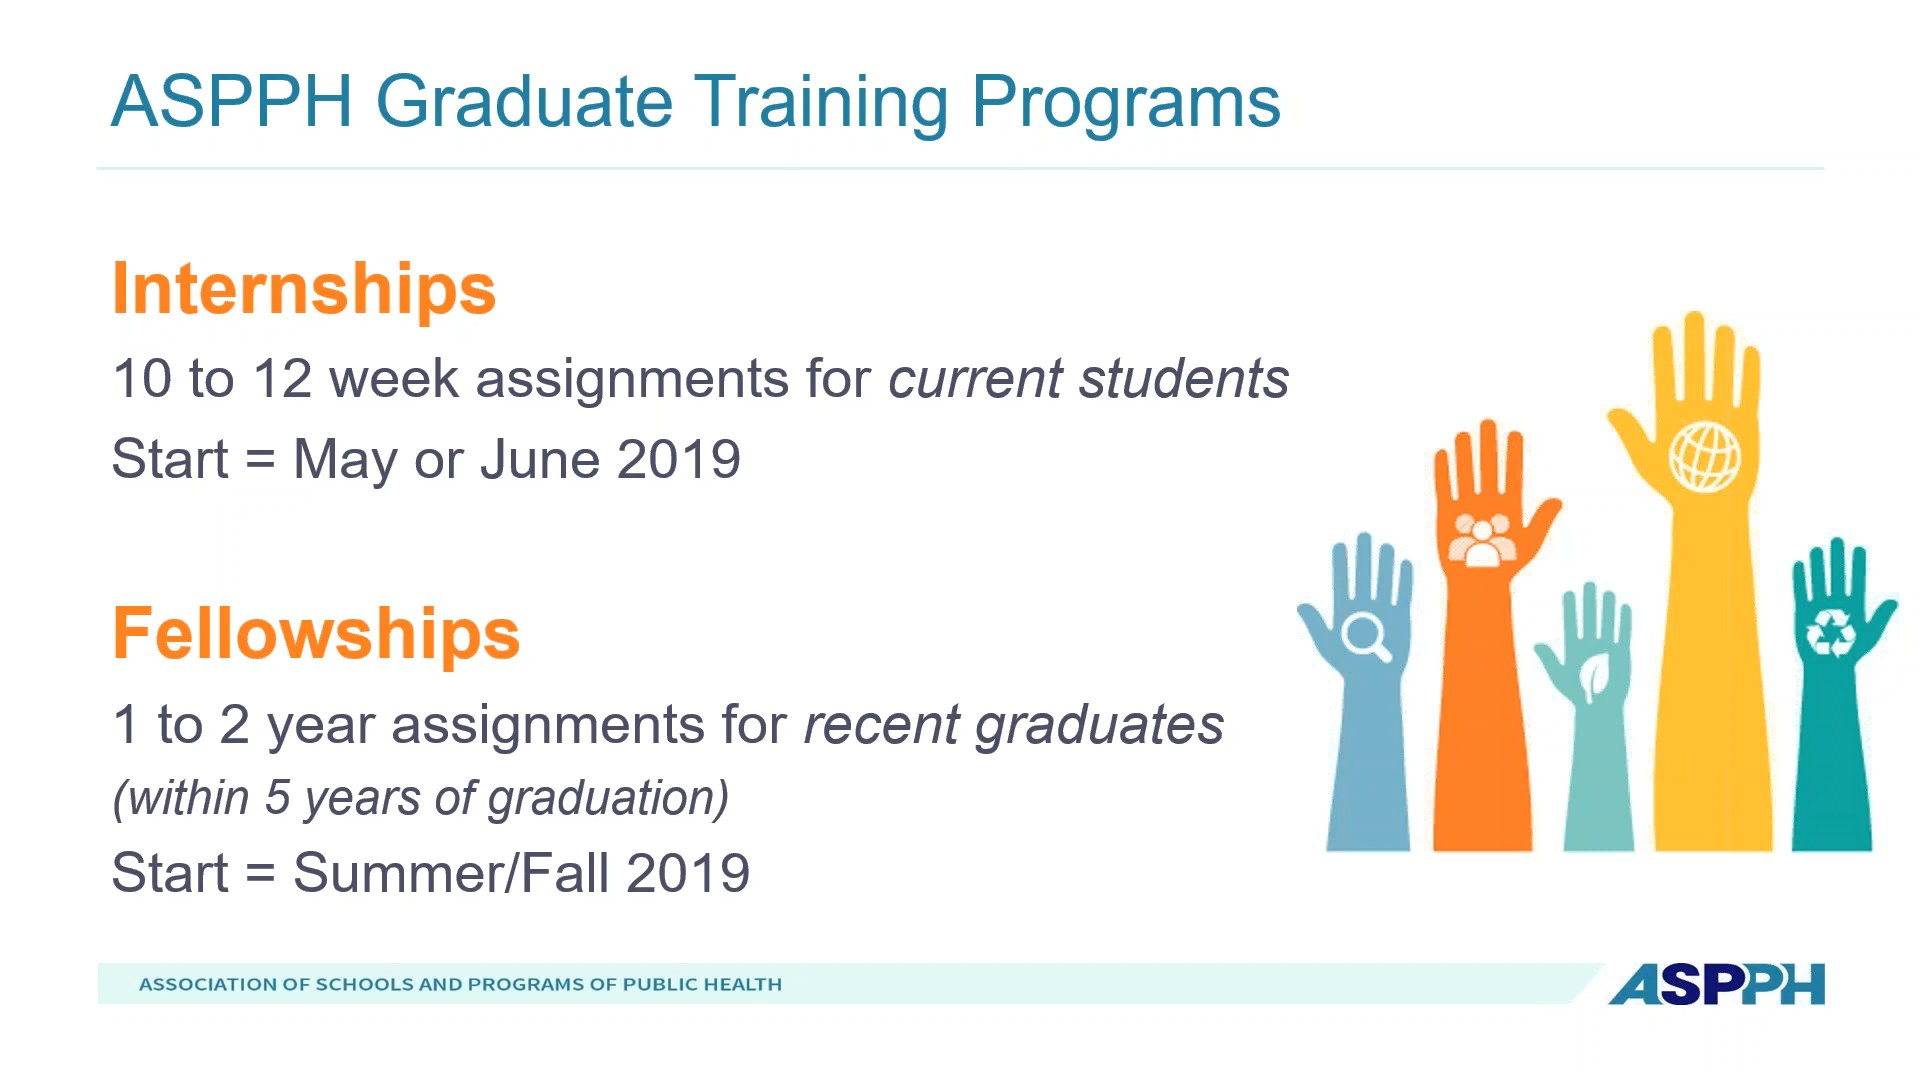 ASPPH Graduate Training Programs
Internships
10 to 12 week assignments for current students
Start = May or June 2019
Fellowships
1 to 2 year assignments for recent graduates
(within 5 years of graduation)
Start = Summer/Fall 2019
ASSOCIATION OF SCHOOLS AND PROGRAMS OF PUBLIC HEALTH
ASPPH